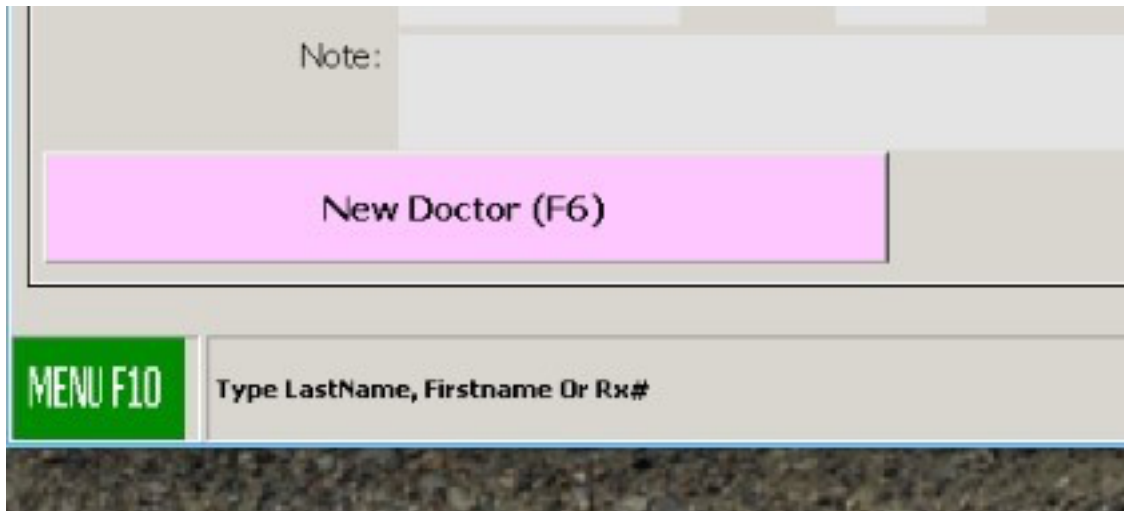 Note:
New Doctor (F6)
MENU F10
Type LastName, Firstname Or Rx#